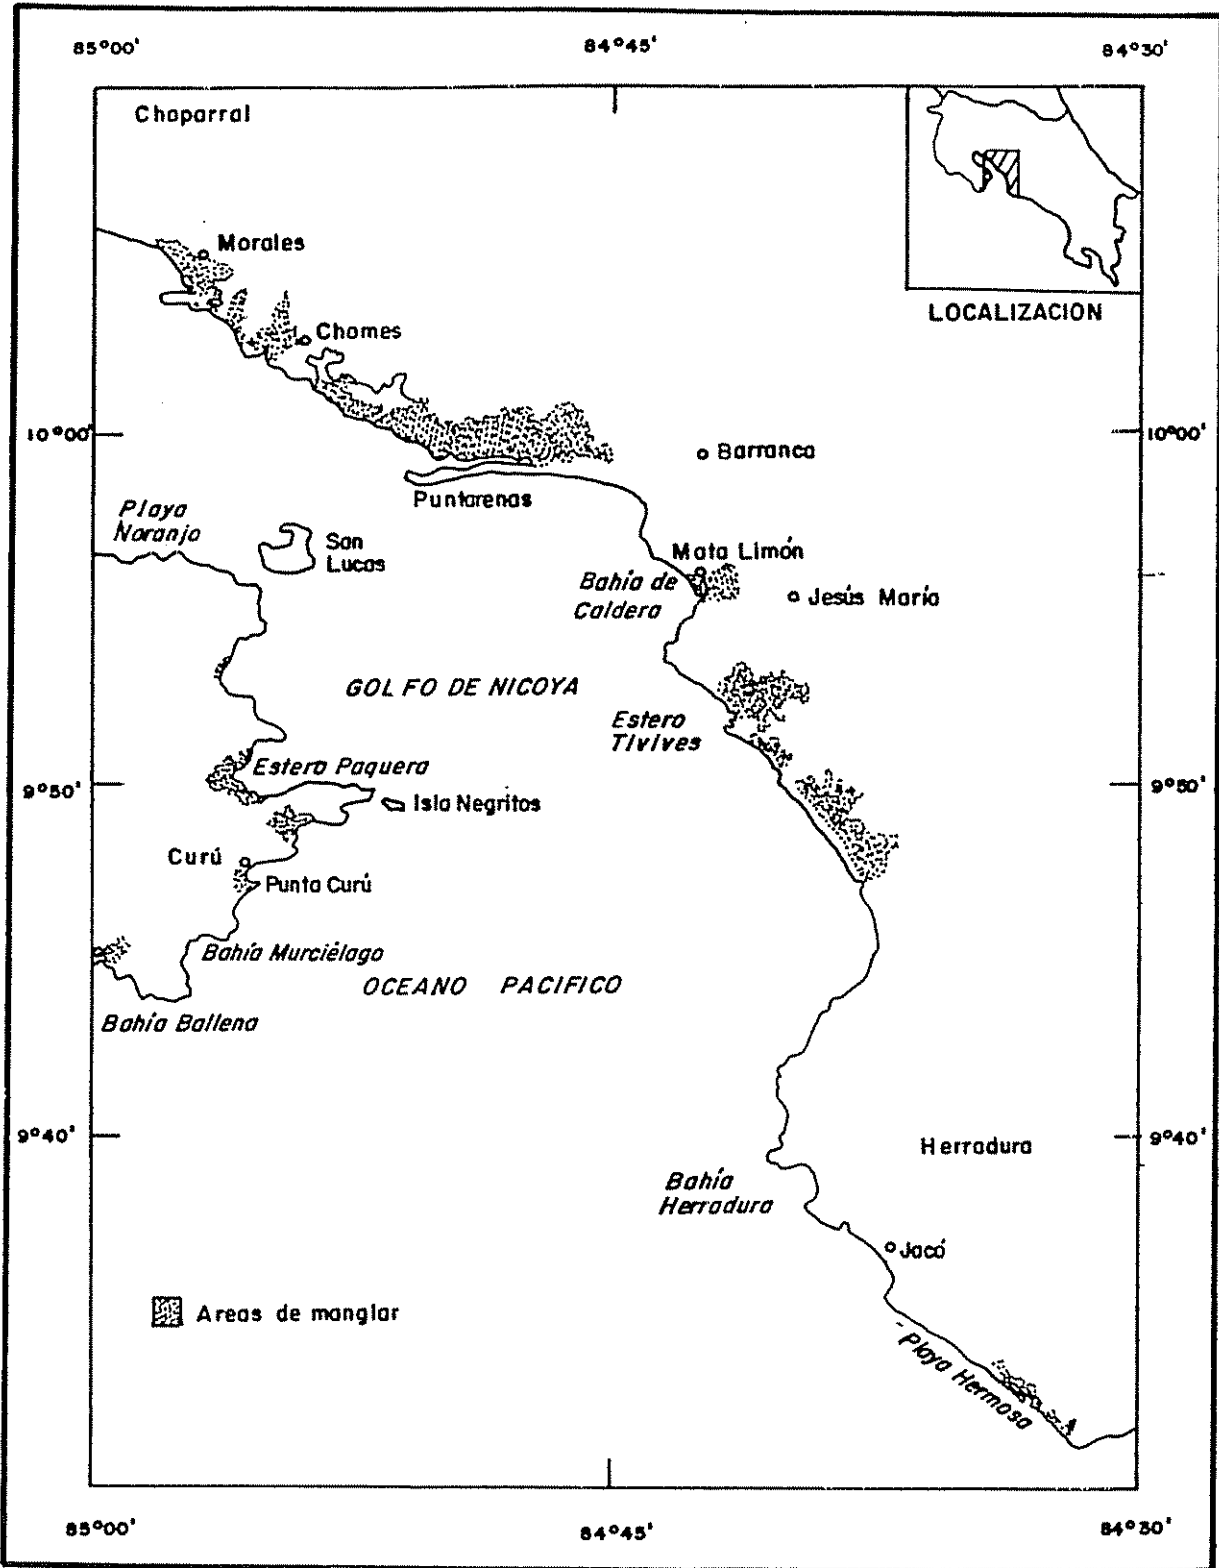 85°00'
84°45'
84°30'
Chaparral
LOCALIZACION
Morales
Chomes
10°00'
10°00'
Barranca
Puntarenas
Playa
Naranjo
San
Lucas
Mata Limón
Bahía de
Caldera
Jesús María
GOLFO DE NICOYA
Estero
Tivives
Estero Paquera
9°50'
9°50'
Isla Negritos
Curú
Punta Curú
Bahía Murciélago
OCEANO PACIFICO
Bahía Ballena
9°40'
9°40'
Herradura
Bahía
Herradura
Jacó
Areas de manglar
Playa Hermosa
85°00'
84°45'
84°30'